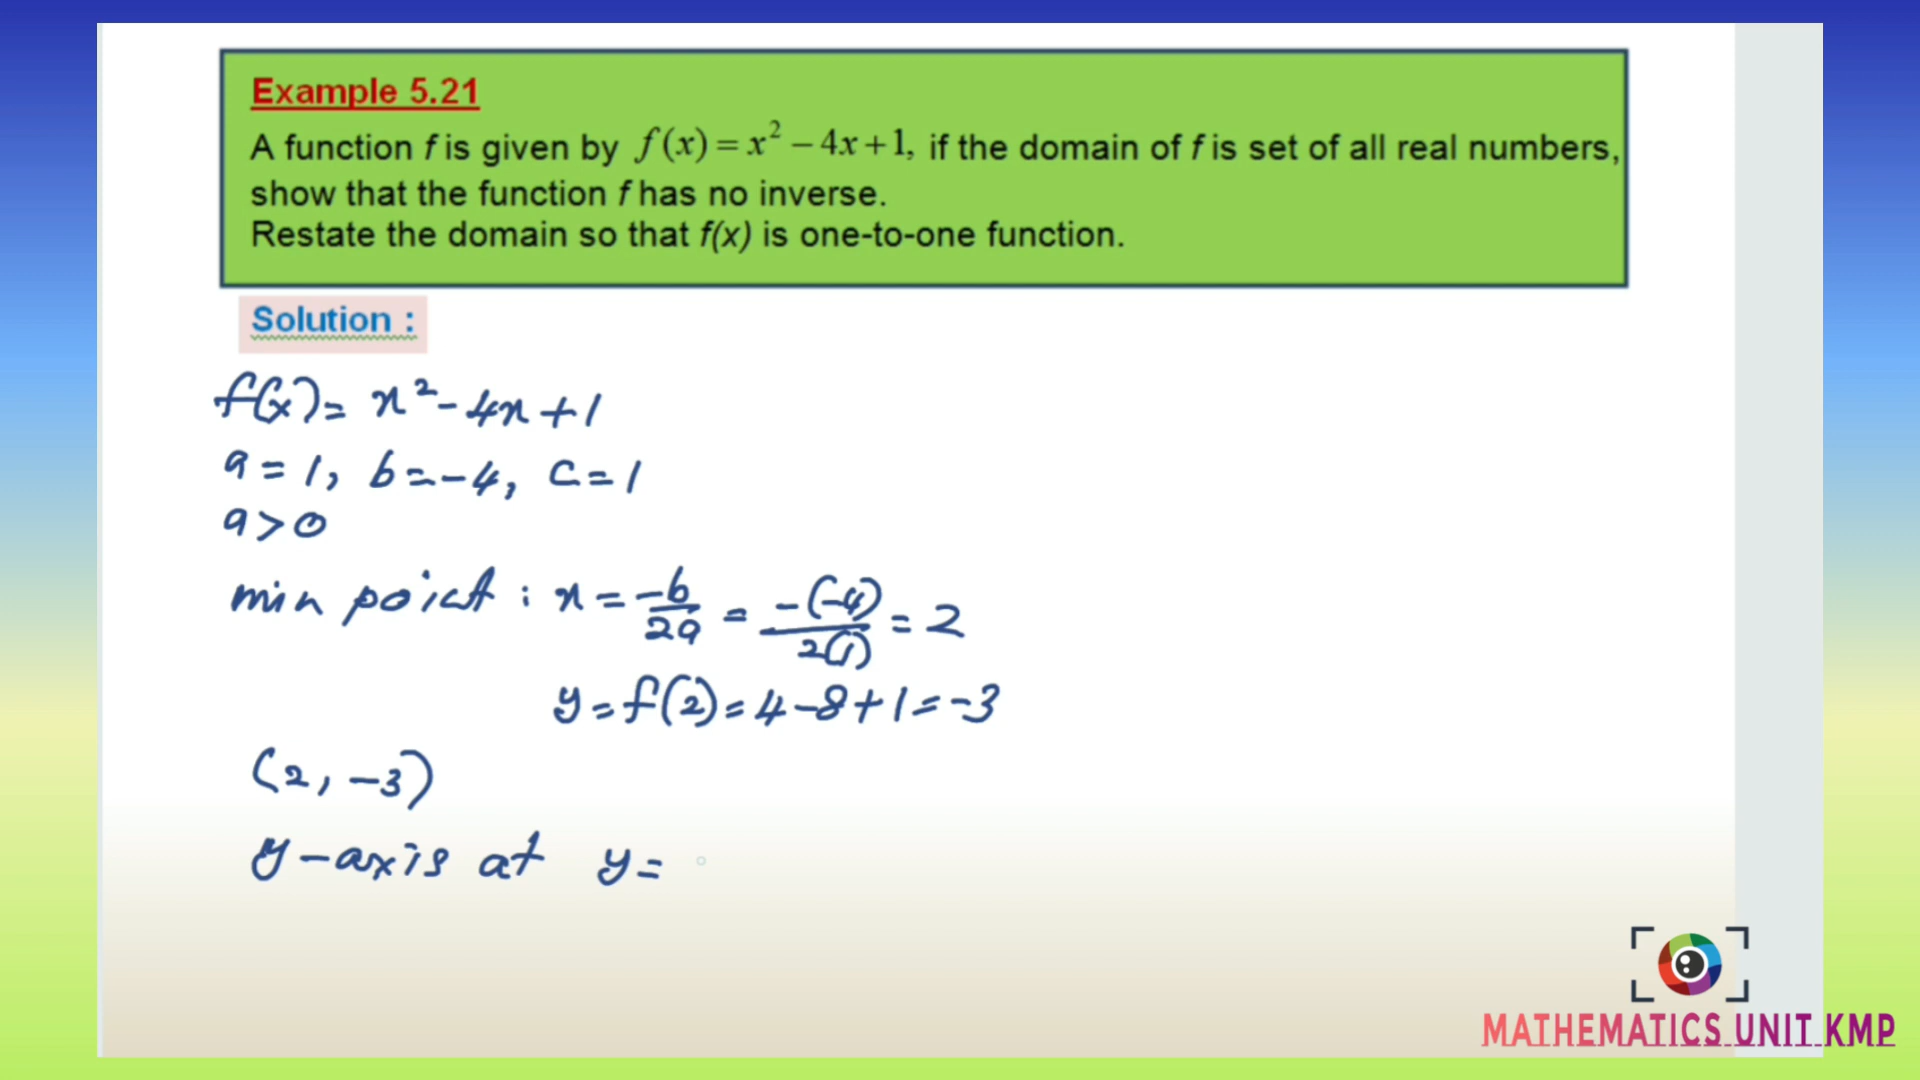 Example 5.21
A function f is given by f(x) = x² − 4x + 1, if the domain of f is set of all real numbers,
show that the function f has no inverse.
Restate the domain so that f(x) is one-to-one function.
Solution :
f(x) = x² - 4x + 1
a = 1, b = -4, c = 1
a > 0
min point : x = -b/2a = -(-4)/2(1) = 2
y = f(2) = 4 - 8 + 1 = -3
(2, -3)
y-axis at y =
MATHEMATICS UNIT KMP